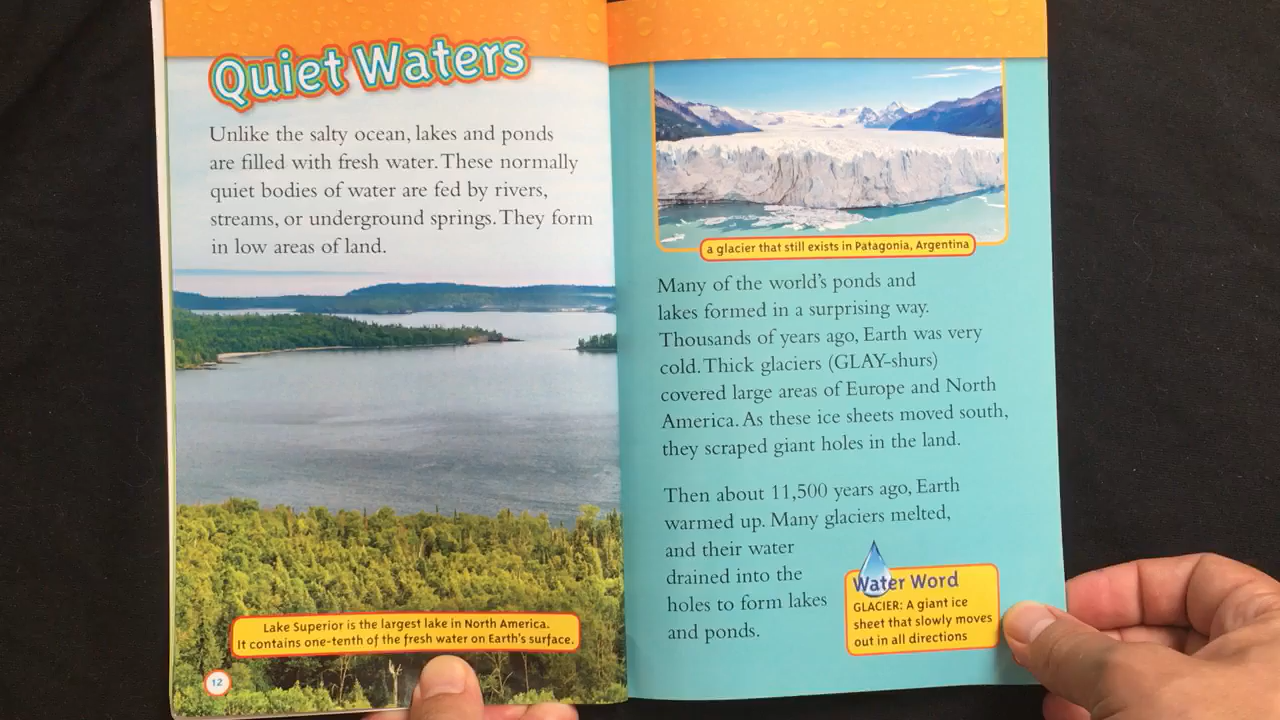 Quiet Waters
Unlike the salty ocean, lakes and ponds
are filled with fresh water. These normally
quiet bodies of water are fed by rivers,
streams, or underground springs. They form
in low areas of land.
Lake Superior is the largest lake in North America.
It contains one-tenth of the fresh water on Earth's surface.
12
a glacier that still exists in Patagonia, Argentina
Many of the world's ponds and
lakes formed in a surprising way.
Thousands of years ago, Earth was very
cold. Thick glaciers (GLAY-shurs)
covered large areas of Europe and North
America. As these ice sheets moved south,
they scraped giant holes in the land.
Then about 11,500 years ago, Earth
warmed up. Many glaciers melted,
and their water
drained into the
holes to form lakes
and ponds.
Water Word
GLACIER: A giant ice
sheet that slowly moves
out in all directions